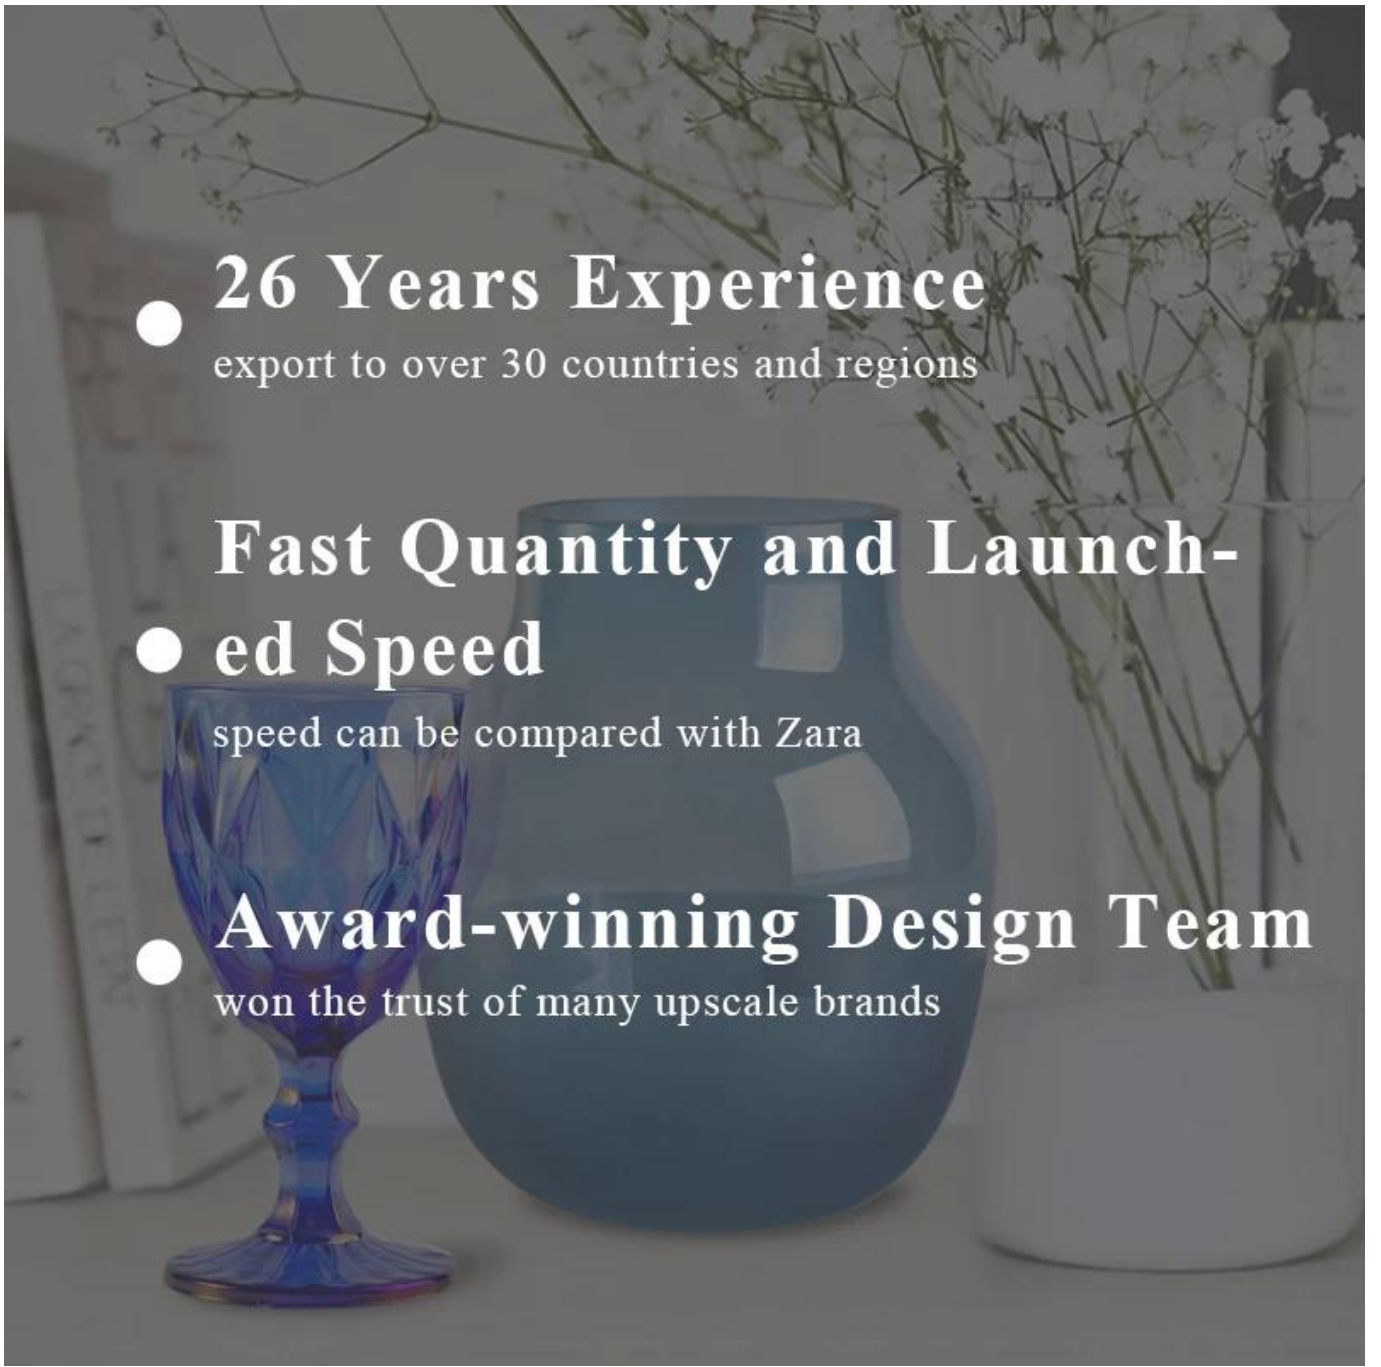 26 Years Experience
export to over 30 countries and regions
Fast Quantity and Launch-
ed Speed
speed can be compared with Zara
Award-winning Design Team
won the trust of many upscale brands